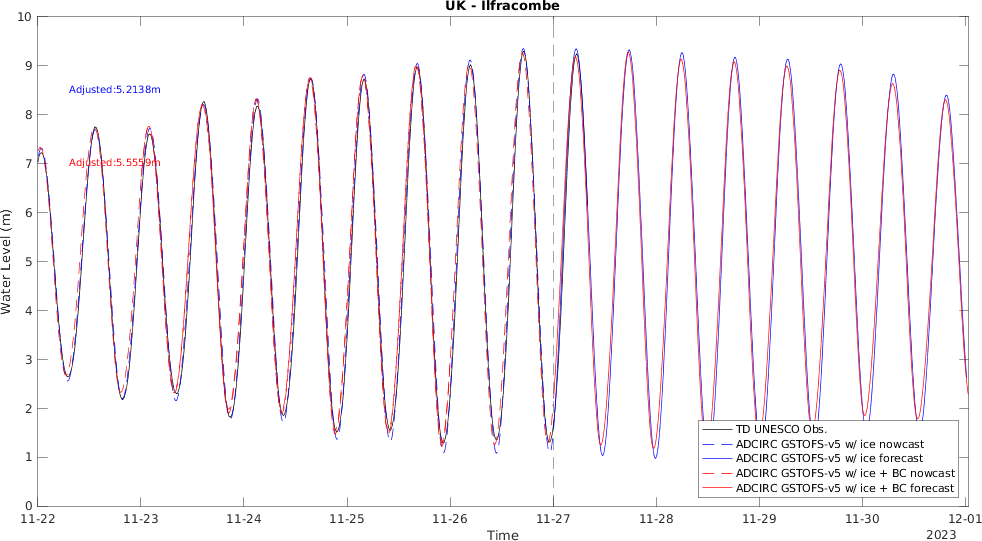 UK - Ilfracombe
10
9
8
7
6
5
4
3
2
1
0
Water Level (m)
Adjusted:5.2138m
Adjusted:5.5559m
TD UNESCO Obs.
ADCIRC GSTOFS-v5 w/ ice nowcast
ADCIRC GSTOFS-v5 w/ ice forecast
ADCIRC GSTOFS-v5 w/ ice + BC nowcast
ADCIRC GSTOFS-v5 w/ ice + BC forecast
11-22 11-23 11-24 11-25 11-26 11-27 11-28 11-29 11-30 12-01
Time
2023